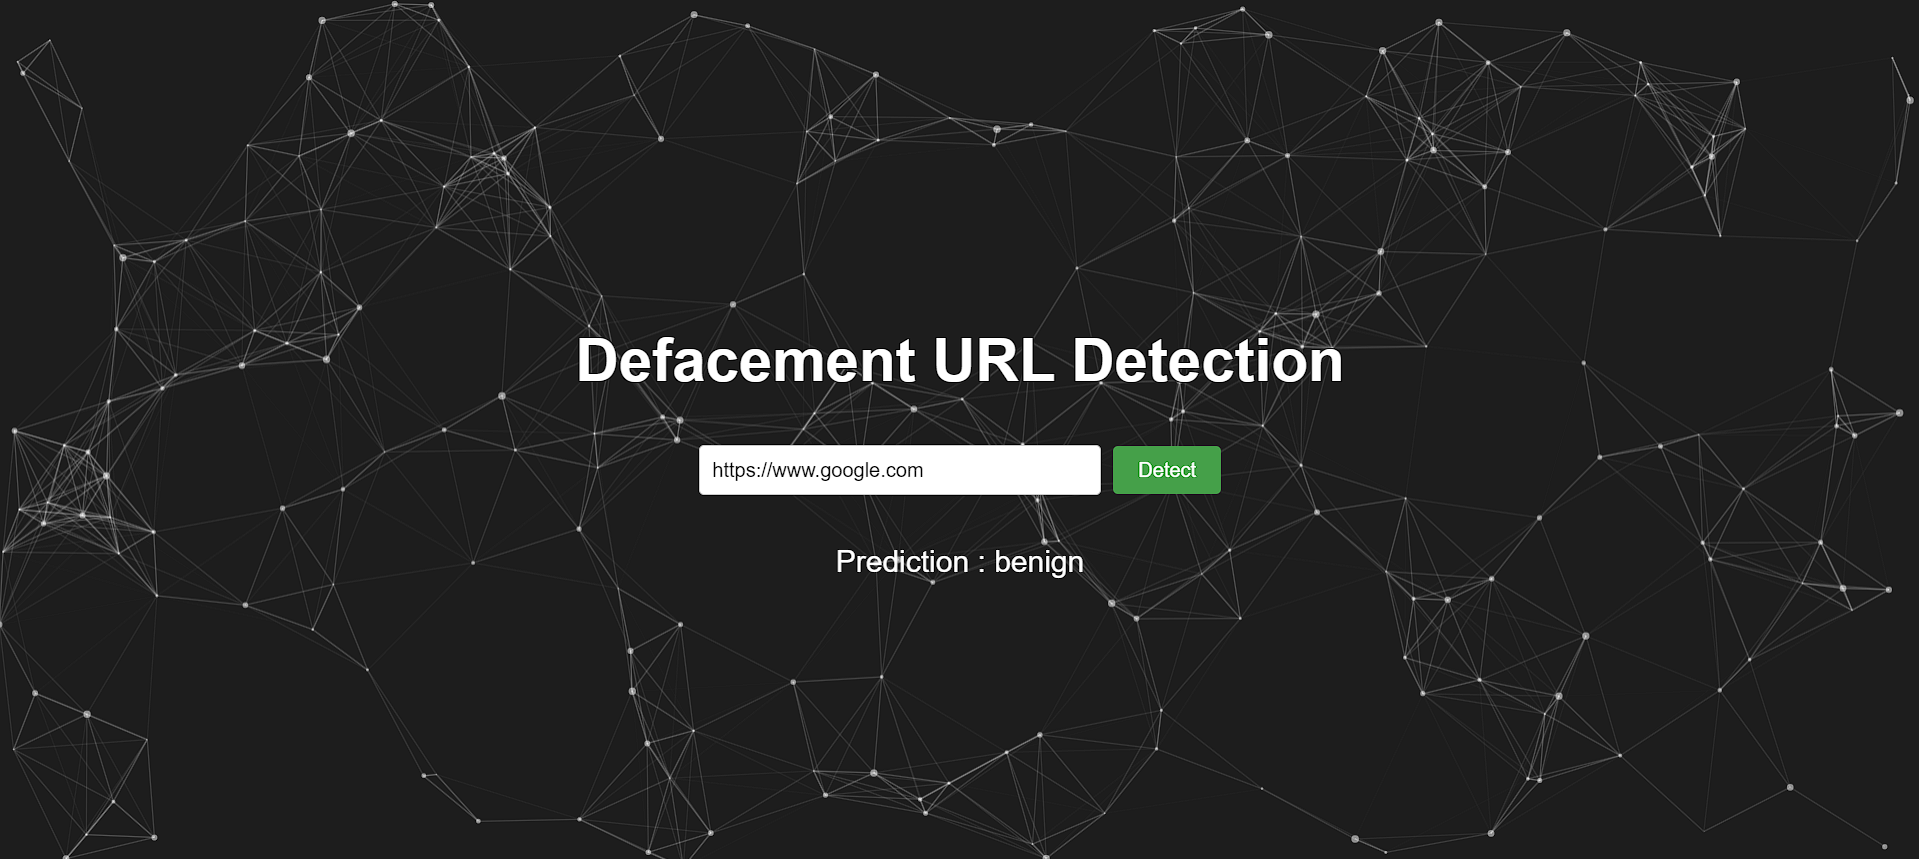 Defacement URL Detection
https://www.google.com
Detect
Prediction : benign